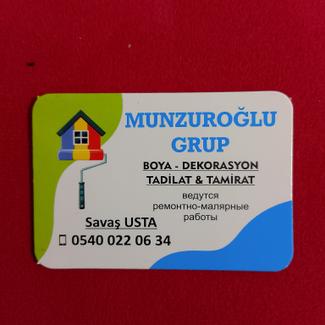 MUNZUROĞLU
GRUP
BOYA - DEKORASYON
TADİLAT & TAMİRAT
ведутся
ремонтно-малярные
работы
Savaş USTA
0540 022 06 34